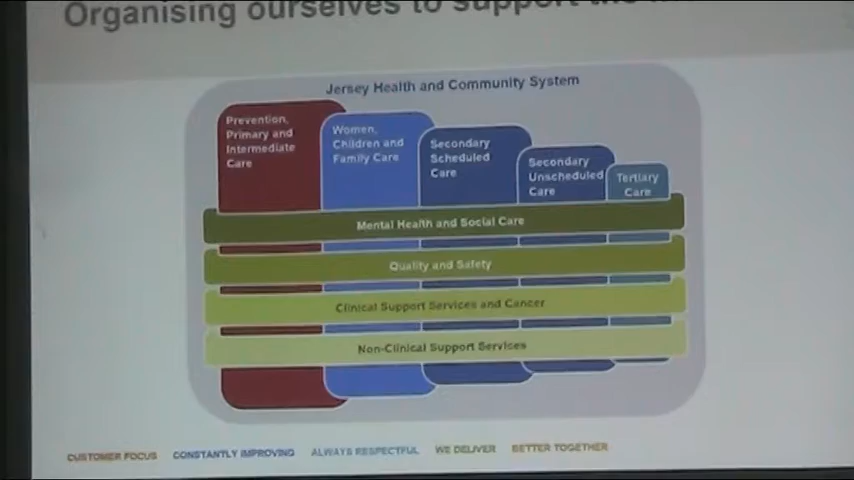 Organising ourselves to support the
Jersey Health and Community System
Prevention,
Primary and
Intermediate
Care
Women,
Children and
Family Care
Secondary
Scheduled
Care
Secondary
Unscheduled
Care
Tertiary
Care
Mental Health and Social Care
Quality and Safety
Clinical Support Services and Cancer
Non-Clinical Support Services
CUSTOMER FOCUS CONSTANTLY IMPROVING ALWAYS RESPECTFUL WE DELIVER BETTER TOGETHER